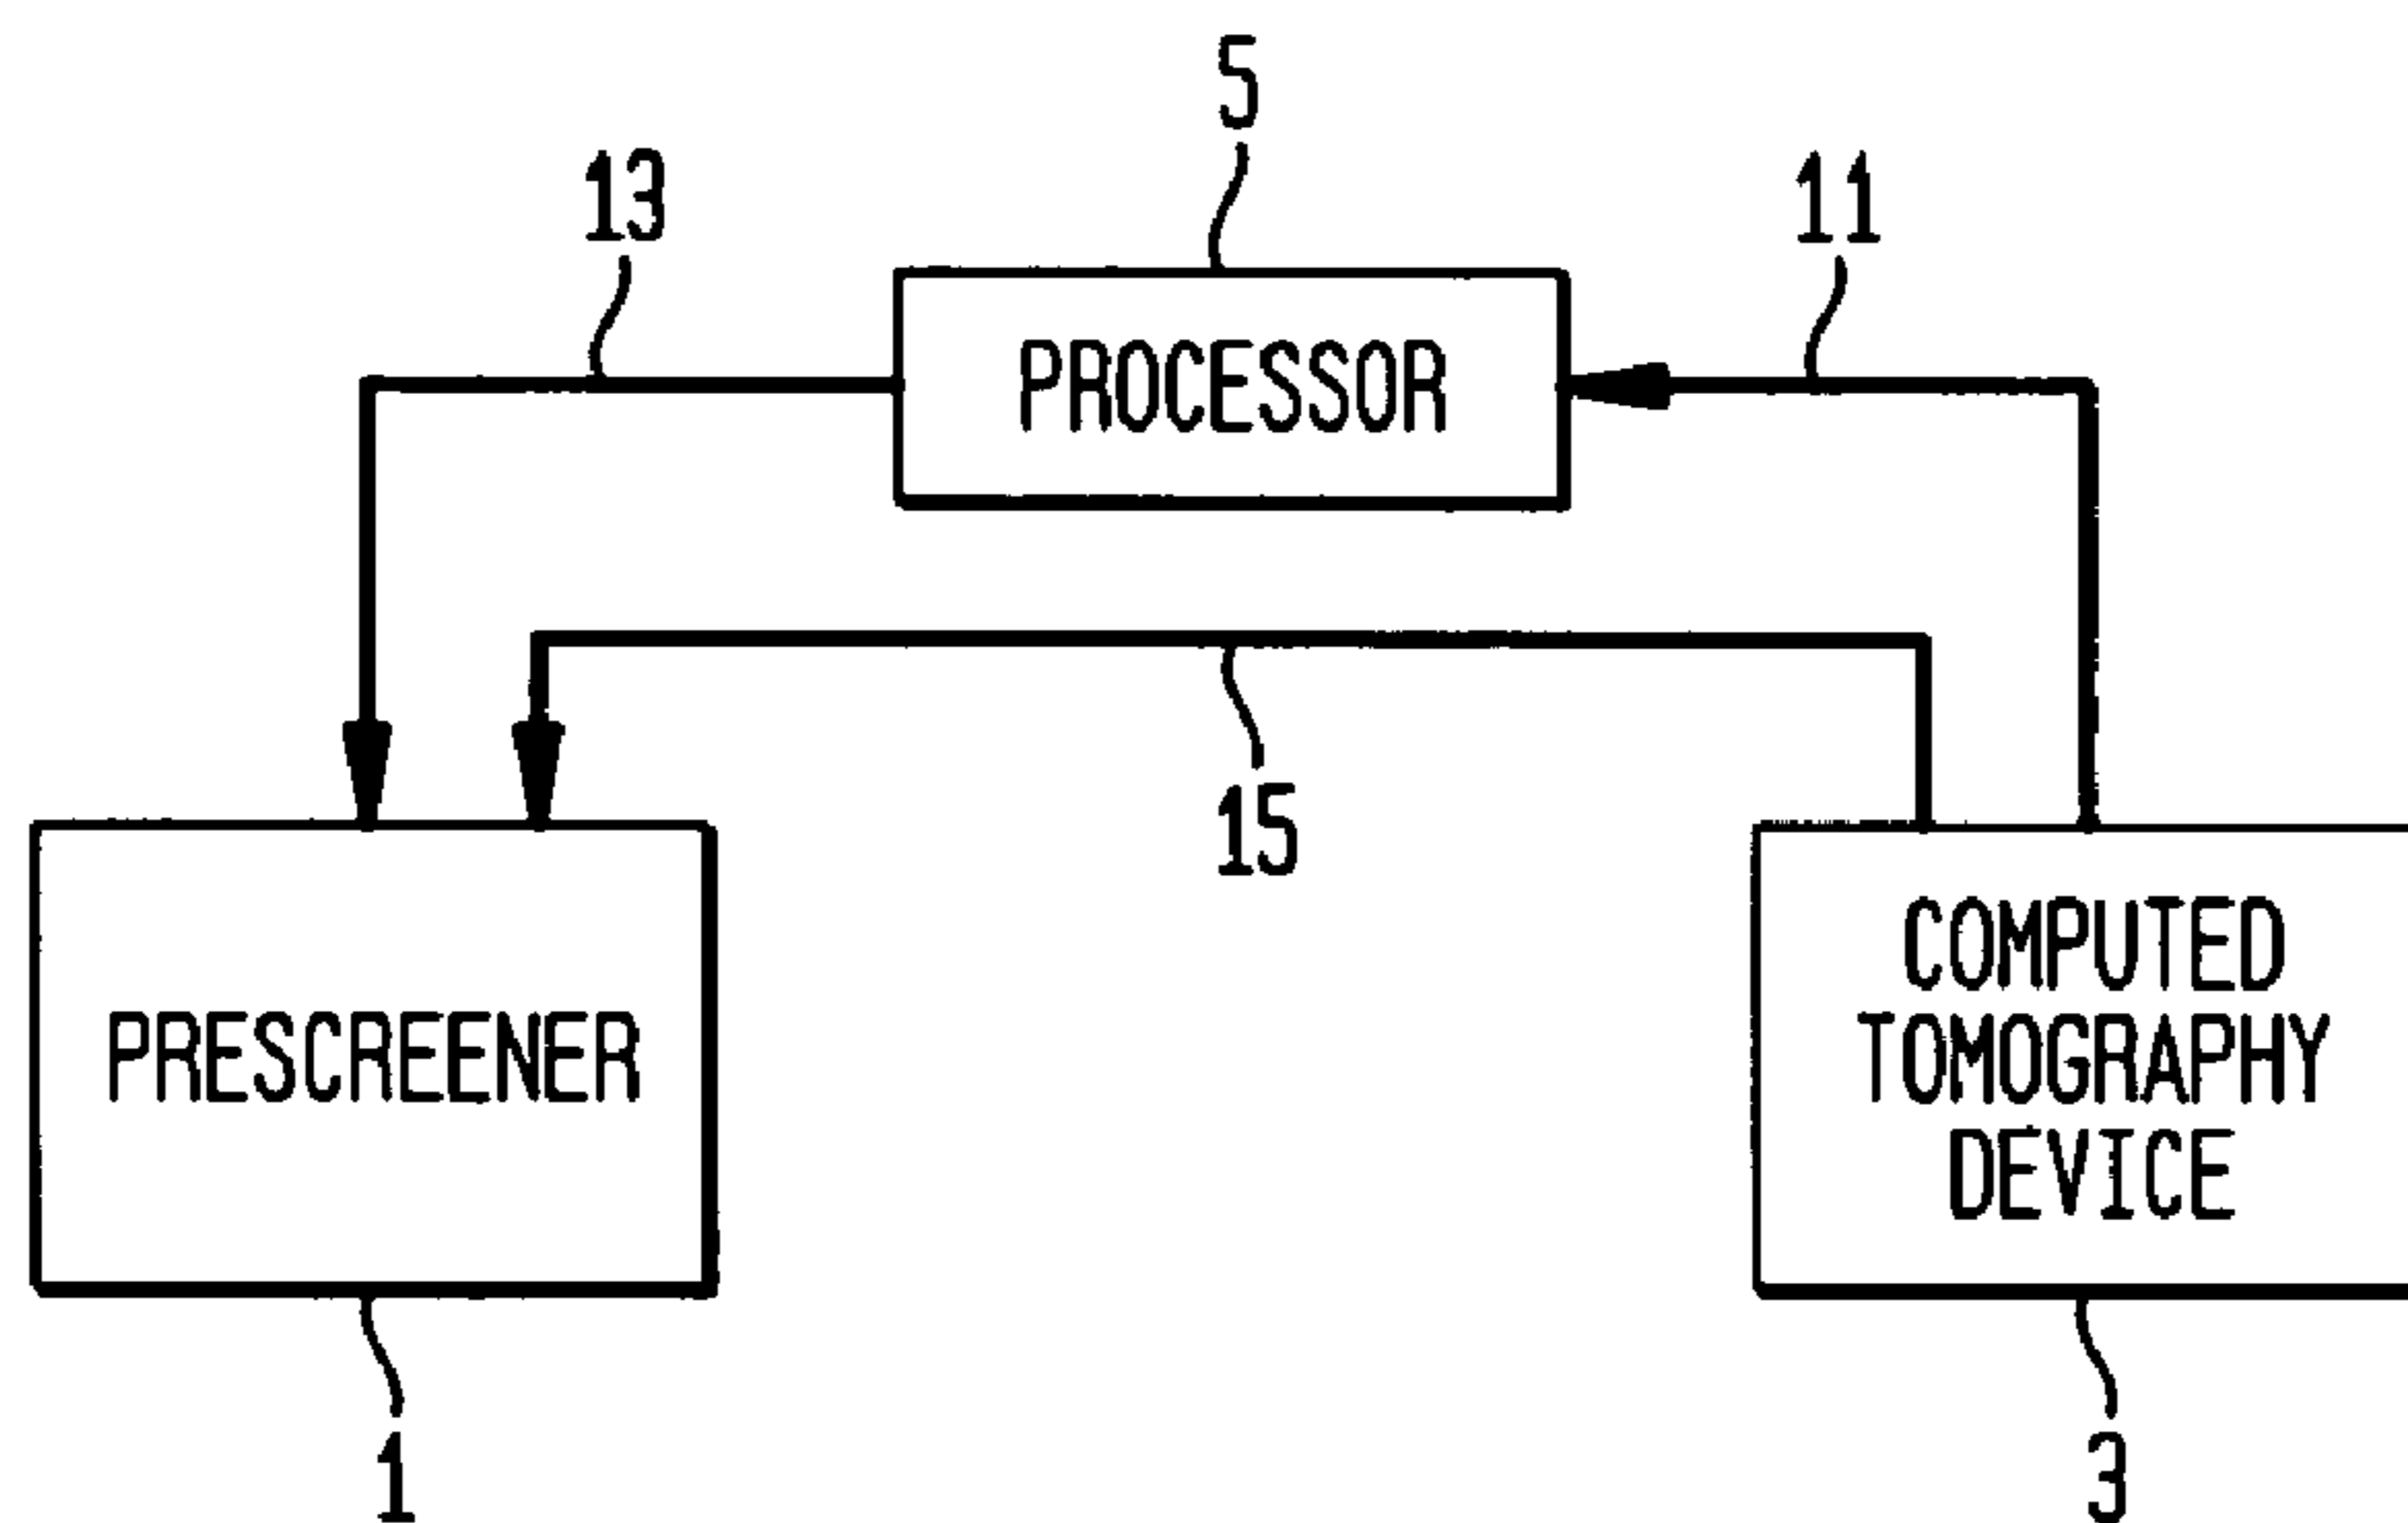 5
13
11
PROCESSOR
15
PRESCREENER
COMPUTED
TOMOGRAPHY
DEVICE
1
3